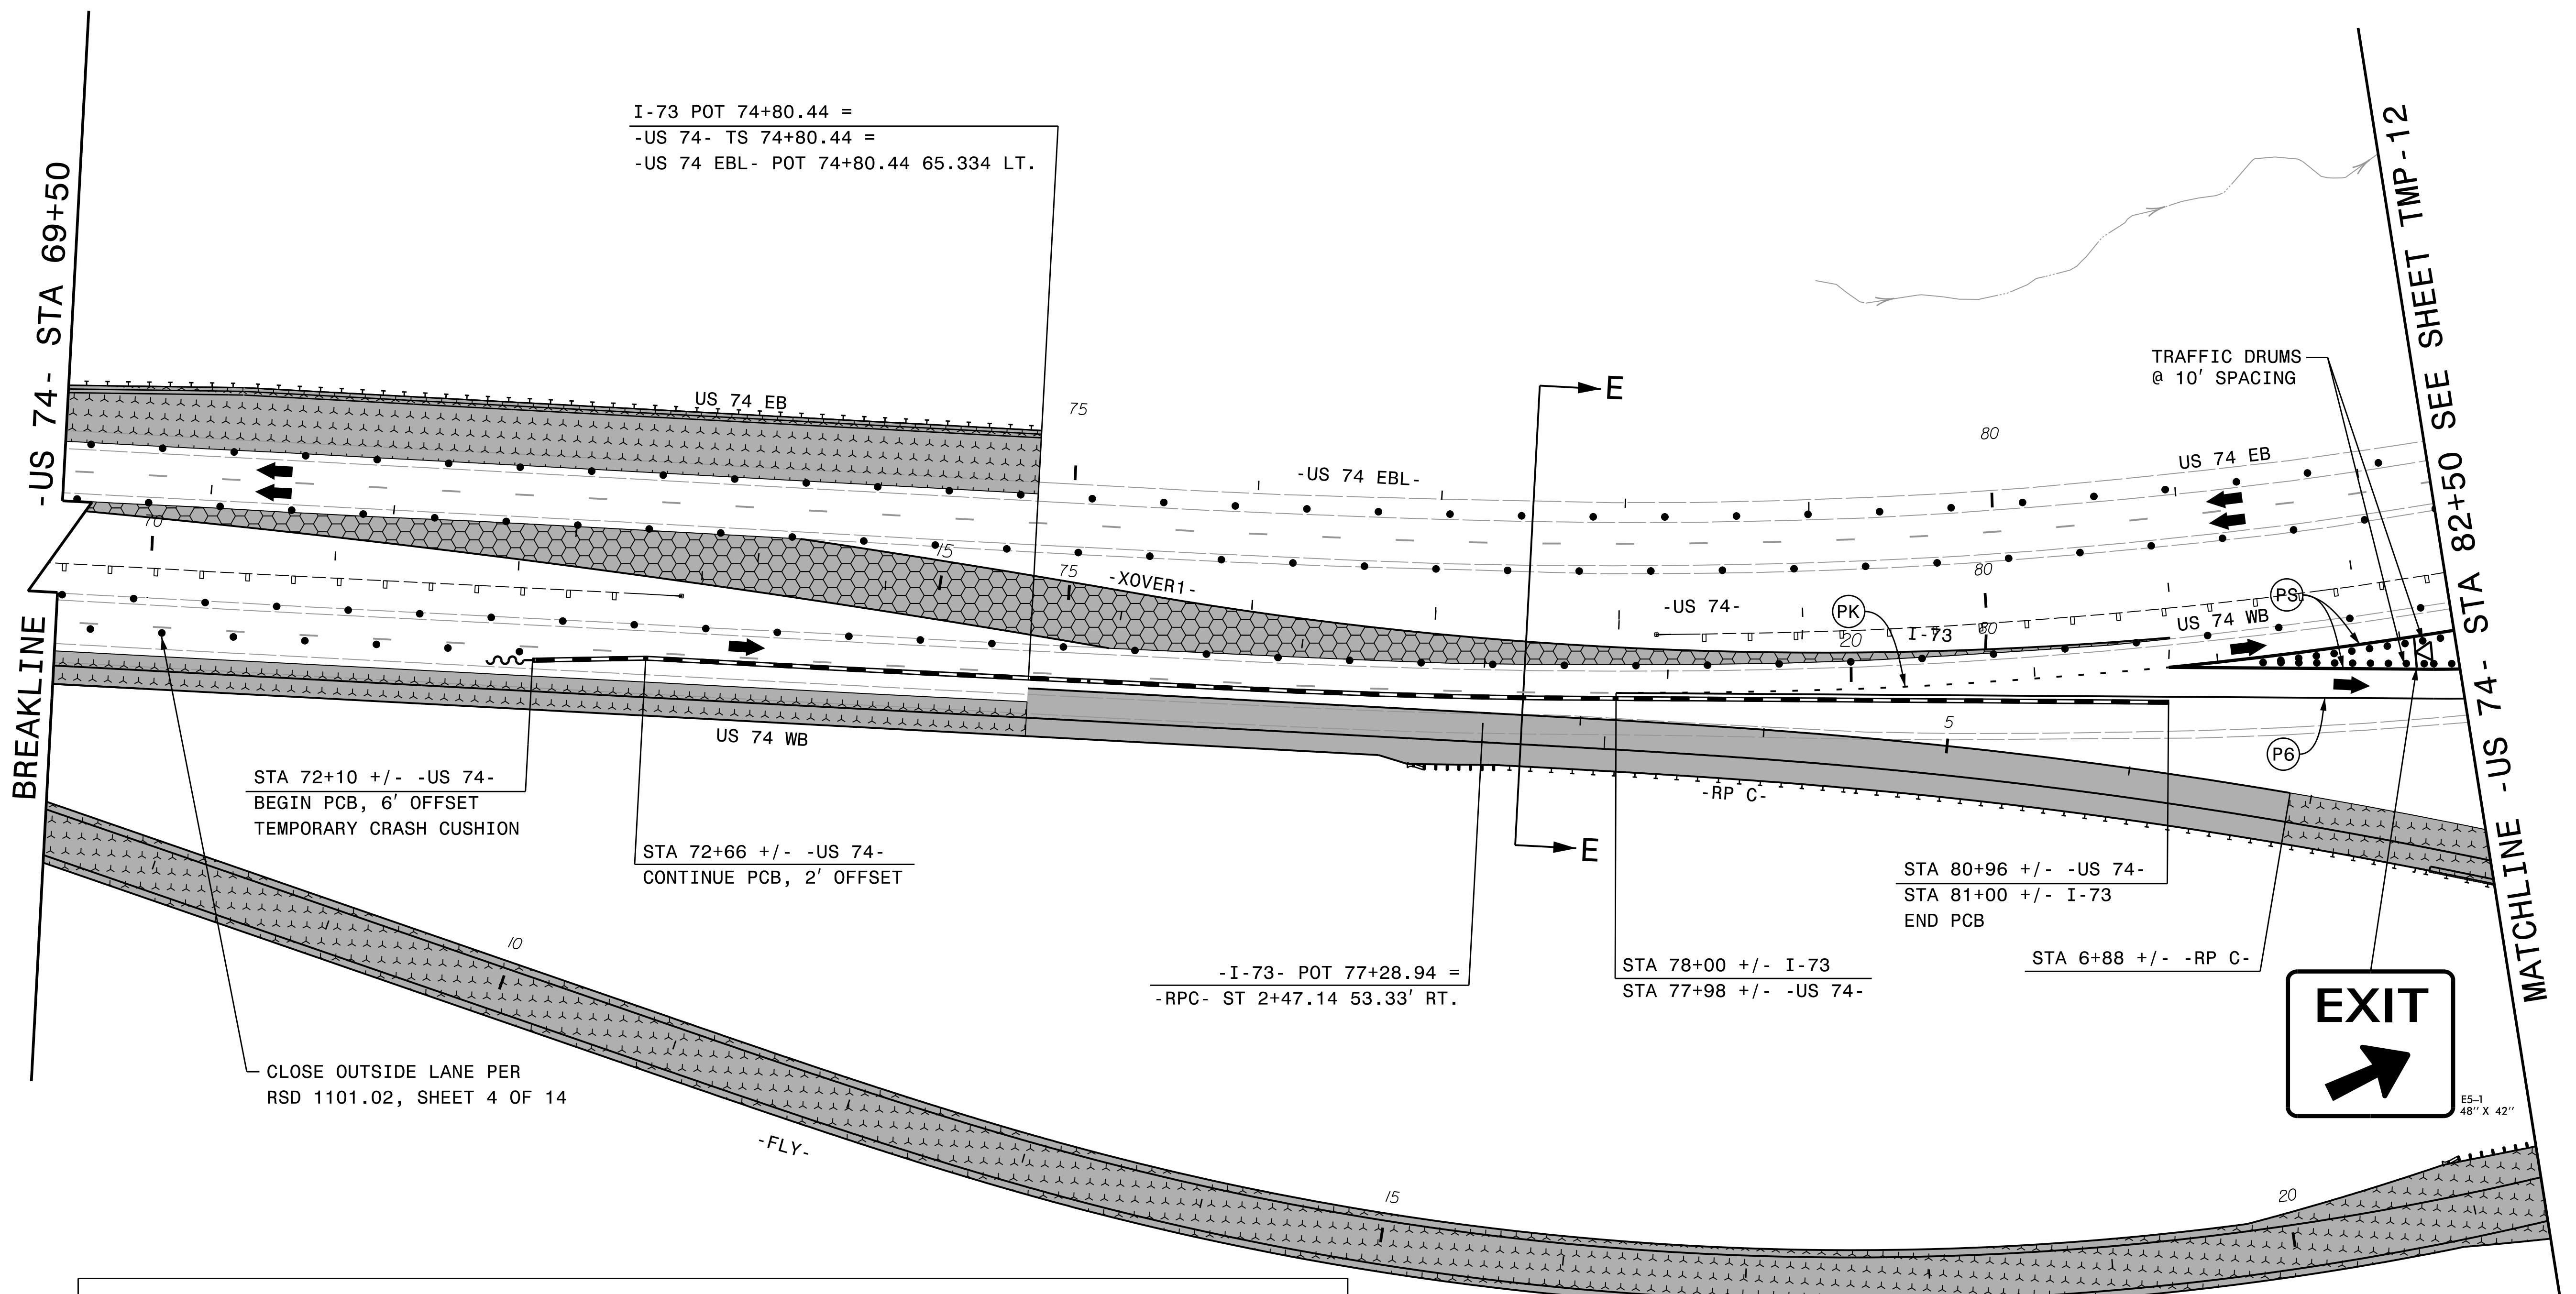 I-73 POT 74+80.44 =
-US 74- TS 74+80.44 =
-US 74 EBL- POT 74+80.44 65.334 LT.
-US 74- STA 69+50
BREAKLINE
MATCHLINE -US 74- STA 82+50 SEE SHEET TMP-12
TRAFFIC DRUMS
@ 10' SPACING
US 74 EB
75
E
80
-US 74 EBL-
US 74 EB
70
15
75
-XOVER1-
-US 74-
80
PK
20
I-73
80
US 74 WB
PS
US 74 WB
5
P6
-RP C-
E
STA 72+10 +/- -US 74-
BEGIN PCB, 6' OFFSET
TEMPORARY CRASH CUSHION
STA 72+66 +/- -US 74-
CONTINUE PCB, 2' OFFSET
STA 80+96 +/- -US 74-
STA 81+00 +/- I-73
END PCB
-I-73- POT 77+28.94 =
-RPC- ST 2+47.14 53.33' RT.
STA 78+00 +/- I-73
STA 77+98 +/- -US 74-
STA 6+88 +/- -RP C-
10
EXIT
E5-1
48'' X 42''
CLOSE OUTSIDE LANE PER
RSD 1101.02, SHEET 4 OF 14
-FLY-
15
20